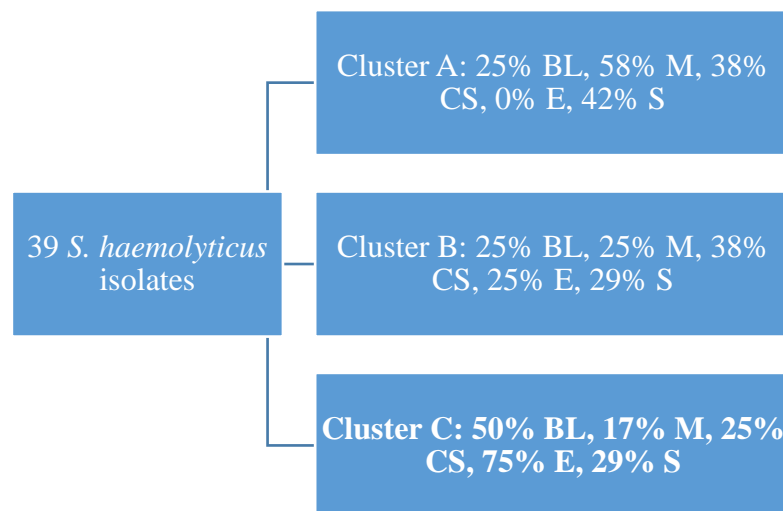 Cluster A: 25% BL, 58% M, 38%
CS, 0% E, 42% S
39 S. haemolyticus
isolates
Cluster B: 25% BL, 25% M, 38%
CS, 25% E, 29% S
Cluster C: 50% BL, 17% M, 25%
CS, 75% E, 29% S